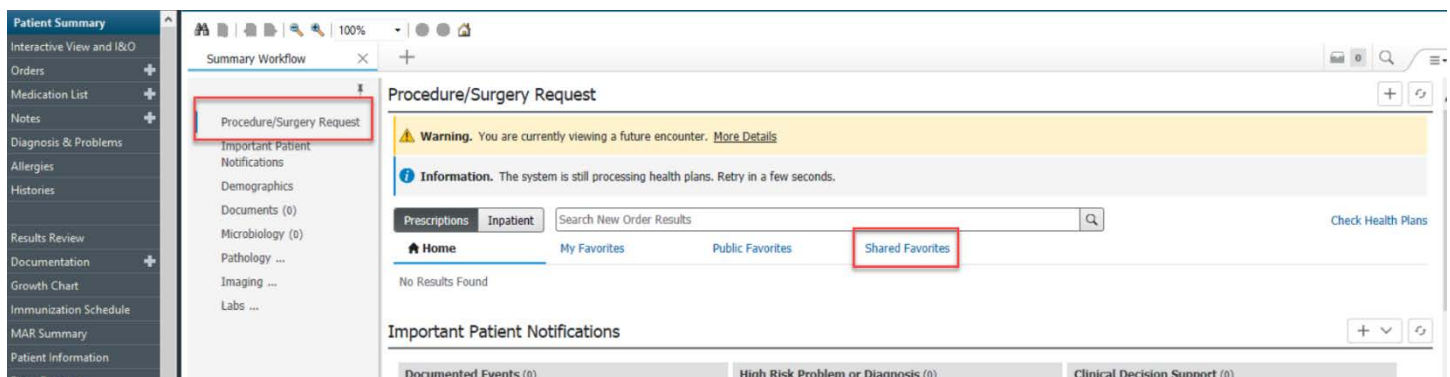 Patient Summary
Interactive View and I&O
Orders
Medication List
Notes
Diagnosis & Problems
Allergies
Histories
Results Review
Documentation
Growth Chart
Immunization Schedule
MAR Summary
Patient Information
100%
Summary Workflow
0
Procedure/Surgery Request
Important Patient
Notifications
Demographics
Documents (0)
Microbiology (0)
Pathology ...
Imaging ...
Labs ...
Procedure/Surgery Request
Warning. You are currently viewing a future encounter. More Details
Information. The system is still processing health plans. Retry in a few seconds.
Prescriptions Inpatient Search New Order Results Check Health Plans
Home My Favorites Public Favorites Shared Favorites
No Results Found
Important Patient Notifications
Documented Events (0) High Risk Problem or Diagnosis (0) Clinical Decision Support (0)